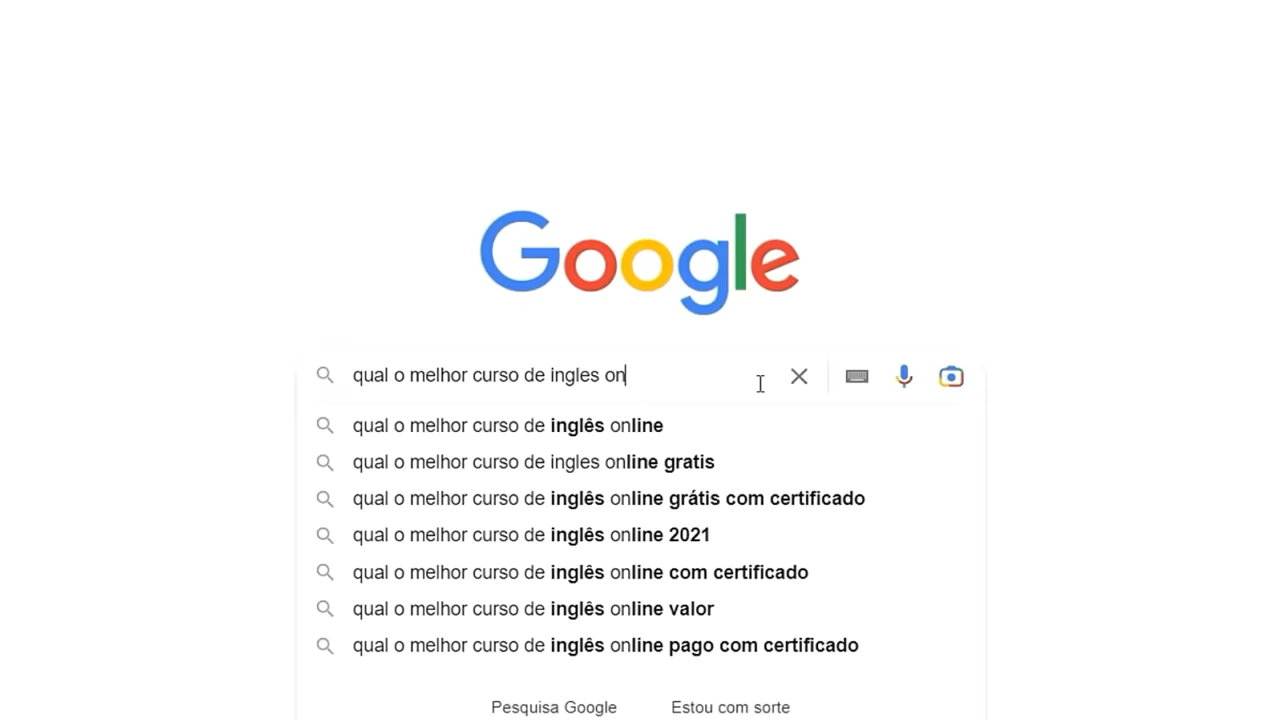 Google
qual o melhor curso de ingles on
qual o melhor curso de inglês online
qual o melhor curso de ingles online gratis
qual o melhor curso de inglês online grátis com certificado
qual o melhor curso de inglês online 2021
qual o melhor curso de inglês online com certificado
qual o melhor curso de inglês online valor
qual o melhor curso de inglês online pago com certificado
Pesquisa Google Estou com sorte